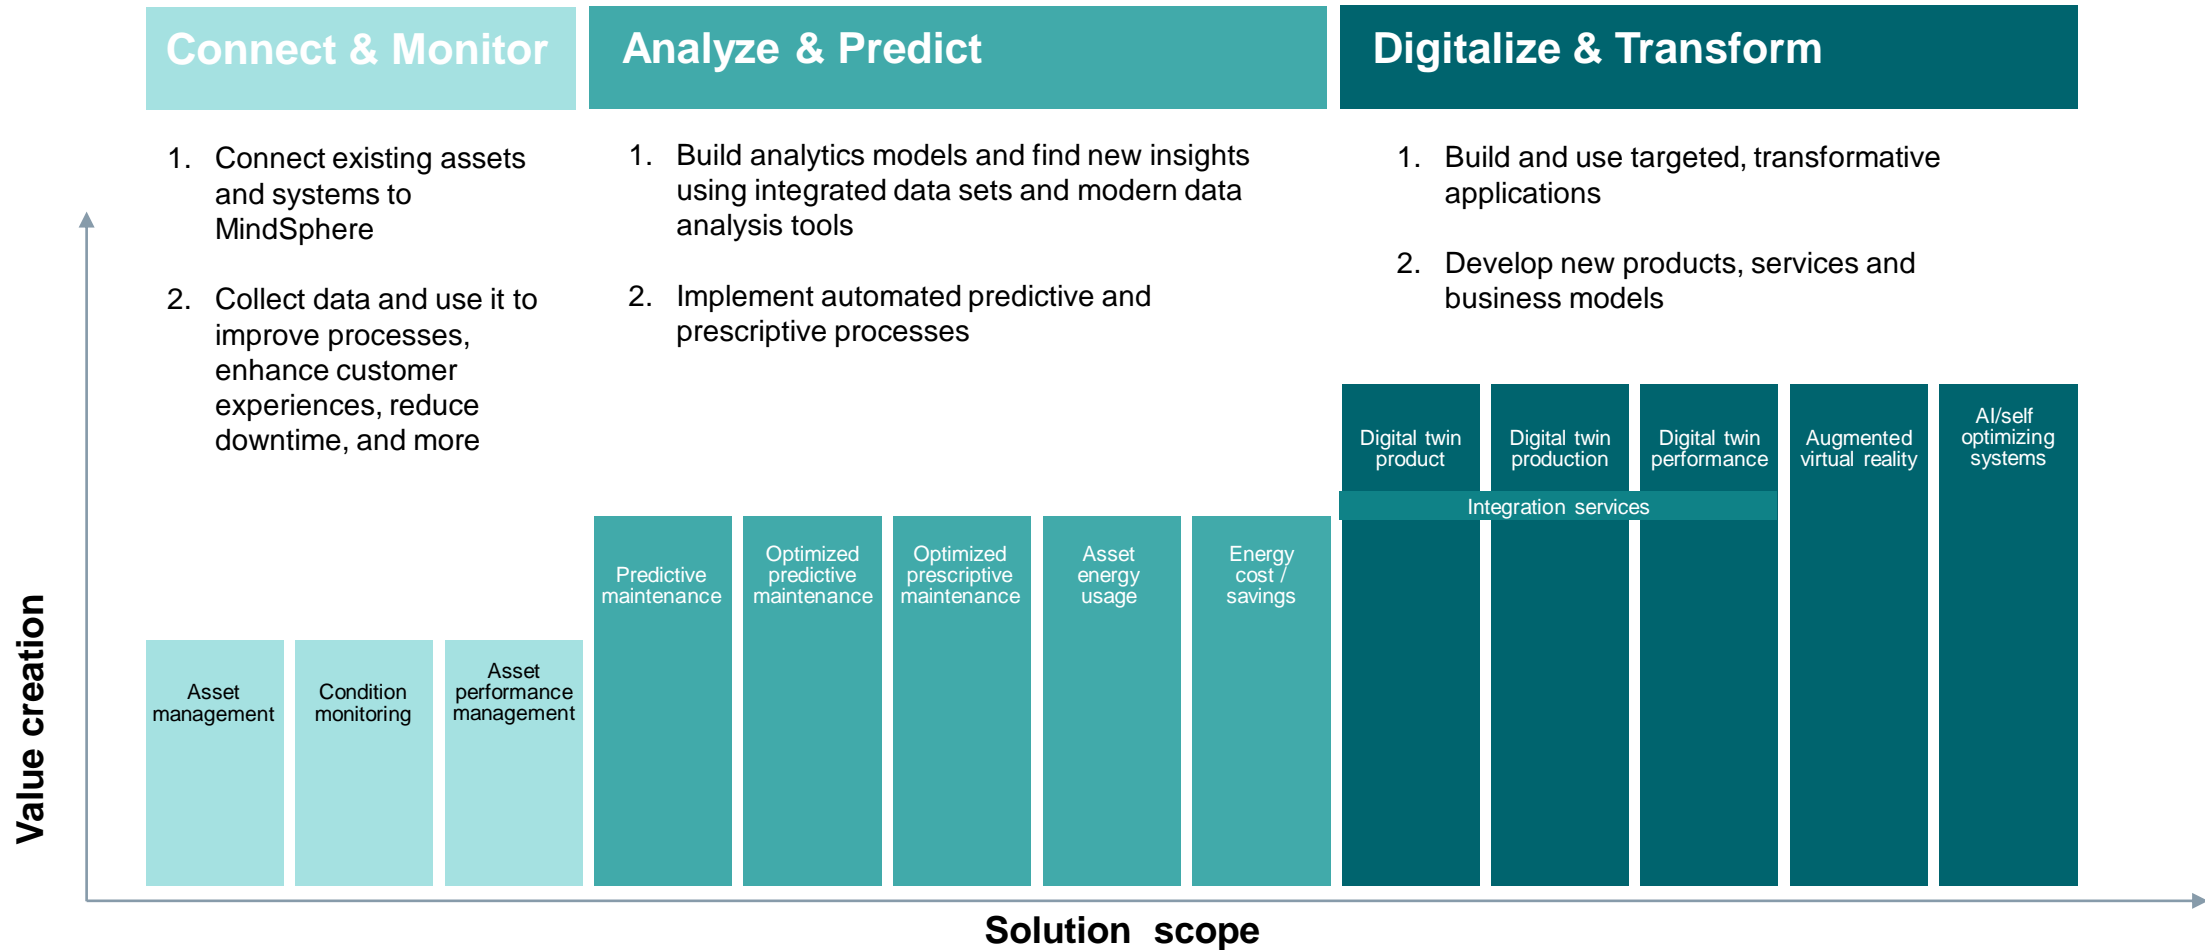 Connect & Monitor
Analyze & Predict
Digitalize & Transform
1. Connect existing assets
and systems to
MindSphere
2. Collect data and use it to
improve processes,
enhance customer
experiences, reduce
downtime, and more
1. Build analytics models and find new insights
using integrated data sets and modern data
analysis tools
2. Implement automated predictive and
prescriptive processes
1. Build and use targeted, transformative
applications
2. Develop new products, services and
business models
Value creation
Asset
management
Condition
monitoring
Asset
performance
management
Predictive
maintenance
Optimized
predictive
maintenance
Optimized
prescriptive
maintenance
Asset
energy
usage
Energy
cost /
savings
Digital twin
product
Digital twin
production
Digital twin
performance
Integration services
Augmented
virtual reality
AI/self
optimizing
systems
Solution scope